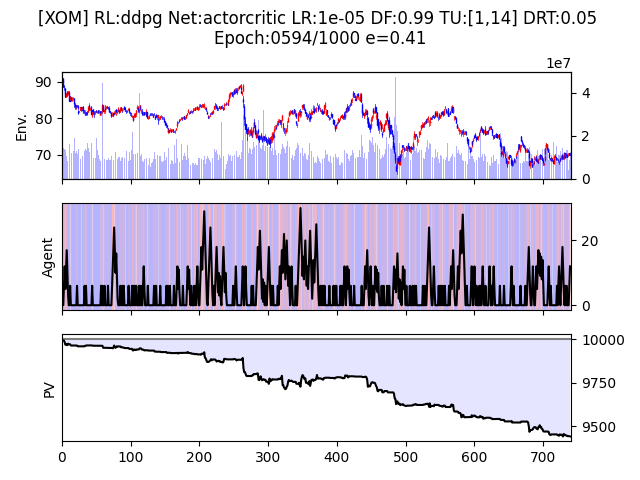 [XOM] RL:ddpg Net:actorcritic LR:1e-05 DF:0.99 TU:[1,14] DRT:0.05
Epoch:0594/1000 e=0.41
1e7
90
80
70
Env.
4
2
0
Agent
20
0
PV
10000
9750
9500
0 100 200 300 400 500 600 700